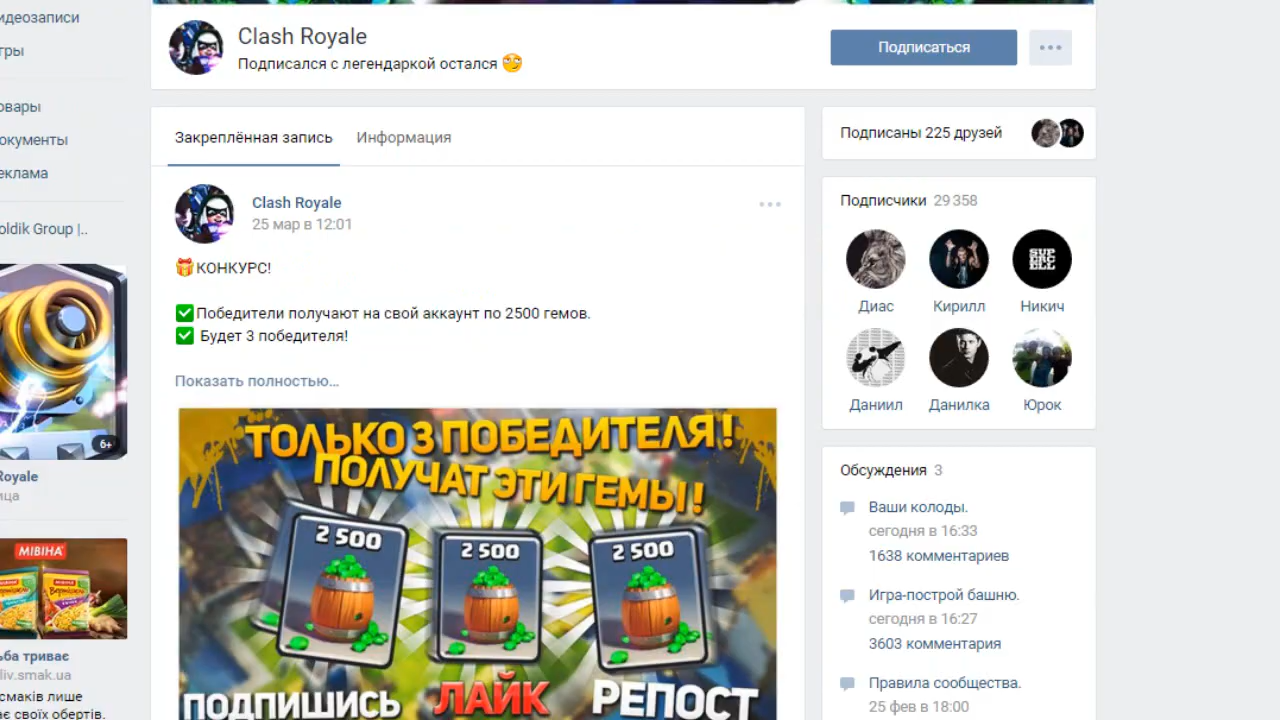 идеозаписи
гры
овары
окументы
еклама
oldik Group |..
6+
Royale
ица
МІВІНА
ьба триває
liv.smak.ua
смаків лише
ає своїх обертів.
Clash Royale
Подписался с легендаркой остался
Подписаться
Закреплённая запись
Информация
Clash Royale
25 мар в 12:01
КОНКУРС!
Победители получают на свой аккаунт по 2500 гемов.
Будет 3 победителя!
Показать полностью…
ТОЛЬКО 3 ПОБЕДИТЕЛЯ!
ПОЛУЧАТ ЭТИ ГЕМЫ!
2 500
2 500
2 500
ПОДПИШИСЬ
ЛАЙК
РЕПОСТ
Подписаны 225 друзей
Подписчики 29 358
Диас
Кирилл
Никич
Даниил
Данилка
Юрок
Обсуждения 3
Ваши колоды.
сегодня в 16:33
1638 комментариев
Игра-построй башню.
сегодня в 16:27
3603 комментария
Правила сообщества.
25 фев в 18:00